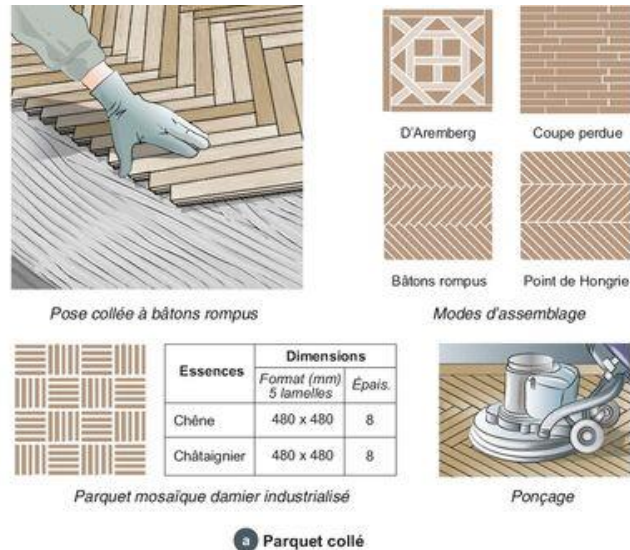 D'Aremberg
Coupe perdue
Bâtons rompus
Point de Hongrie
Pose collée à bâtons rompus
Modes d'assemblage
Essences
Dimensions
Format (mm)
5 lamelles
Épais.
Chêne
480 x 480
8
Châtaignier
480 x 480
8
Parquet mosaïque damier industrialisé
Ponçage
a Parquet collé